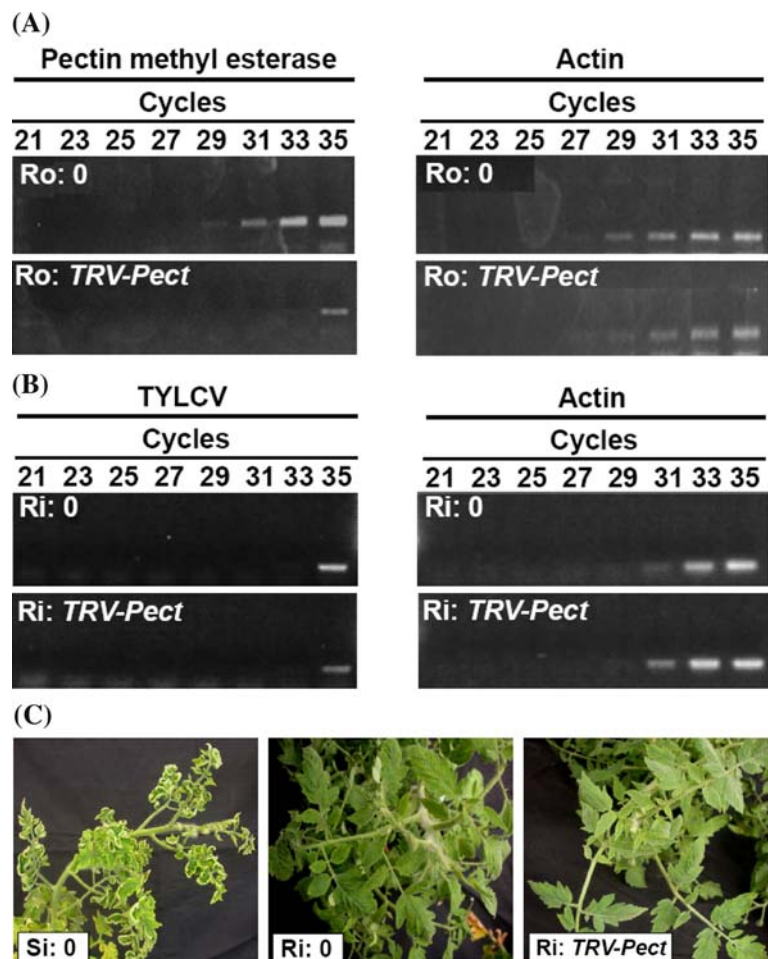 (A)
Pectin methyl esterase Actin
Cycles Cycles
21 23 25 27 29 31 33 35 21 23 25 27 29 31 33 35
Ro: 0 Ro: 0
Ro: TRV-Pect Ro: TRV-Pect
(B)
TYLCV Actin
Cycles Cycles
21 23 25 27 29 31 33 35 21 23 25 27 29 31 33 35
Ri: 0 Ri: 0
Ri: TRV-Pect Ri: TRV-Pect
(C)
Si: 0 Ri: 0 Ri: TRV-Pect